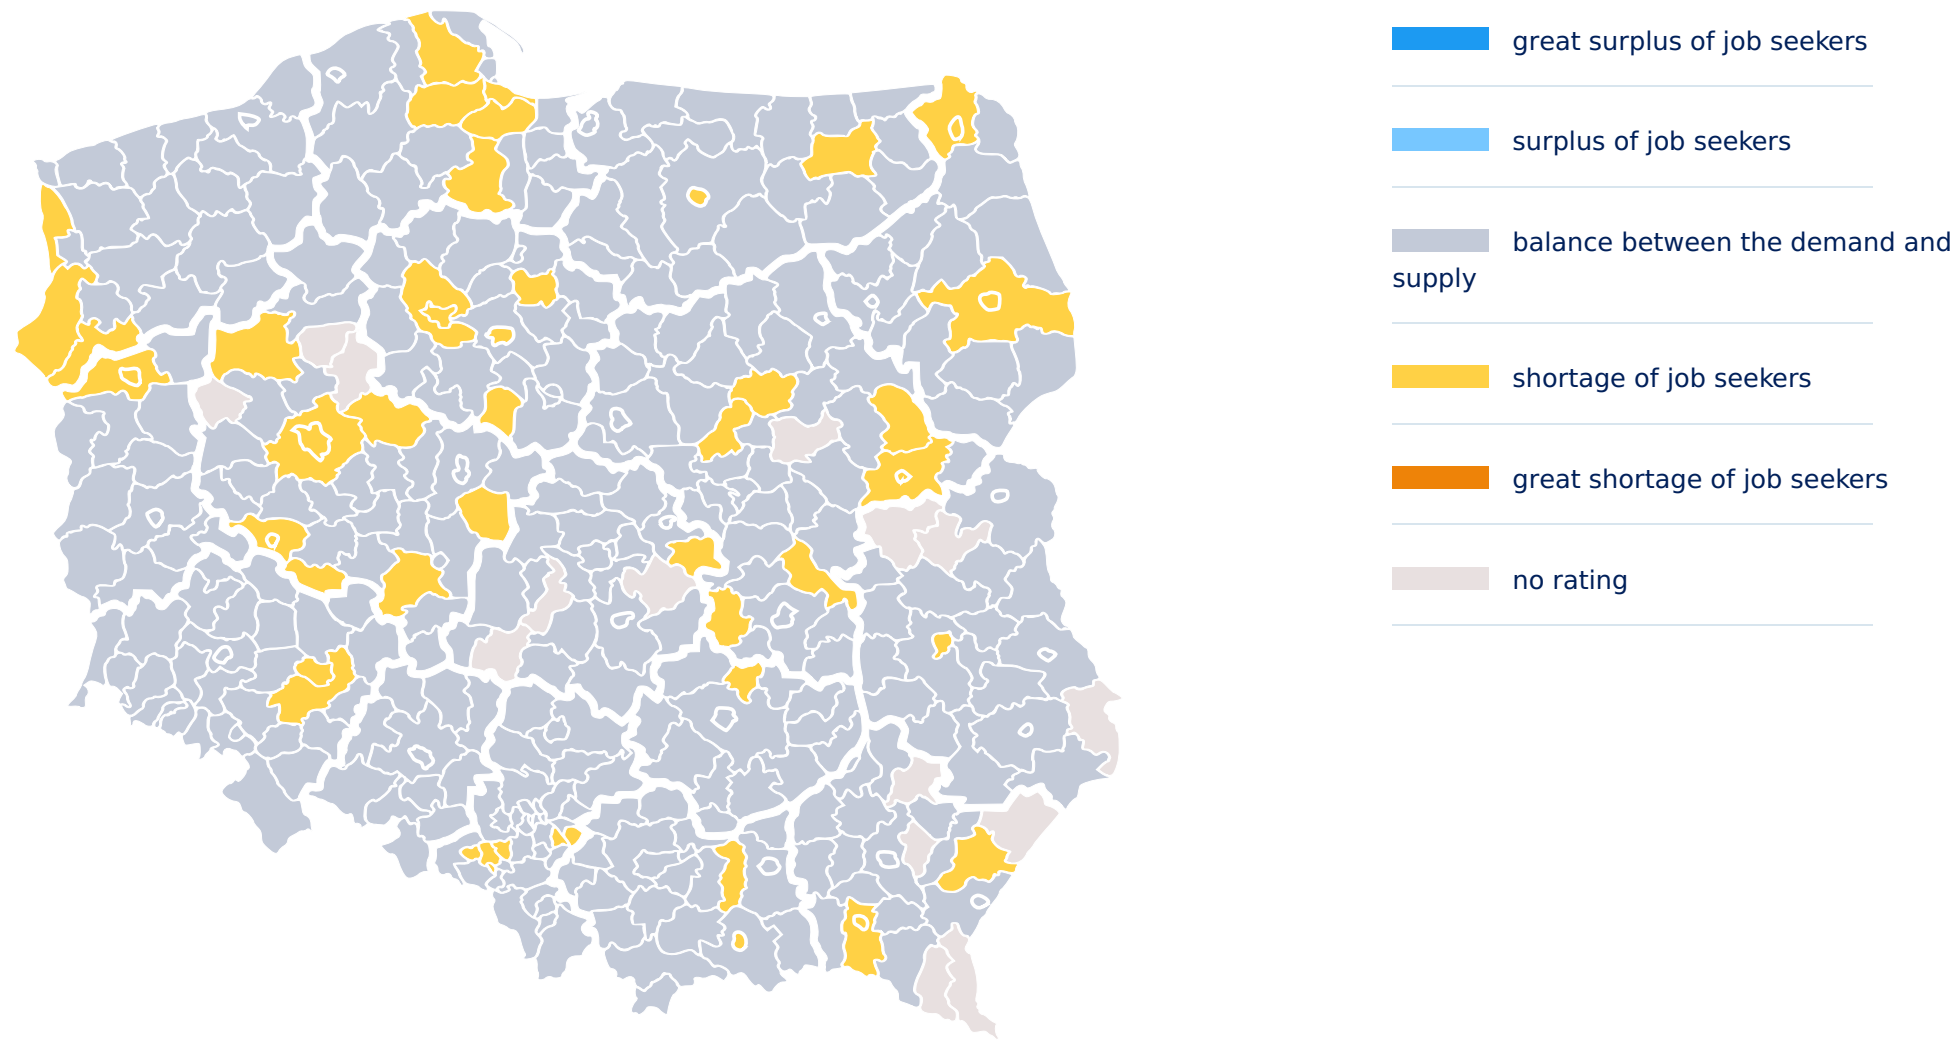 great surplus of job seekers
surplus of job seekers
balance between the demand and
supply
shortage of job seekers
great shortage of job seekers
no rating